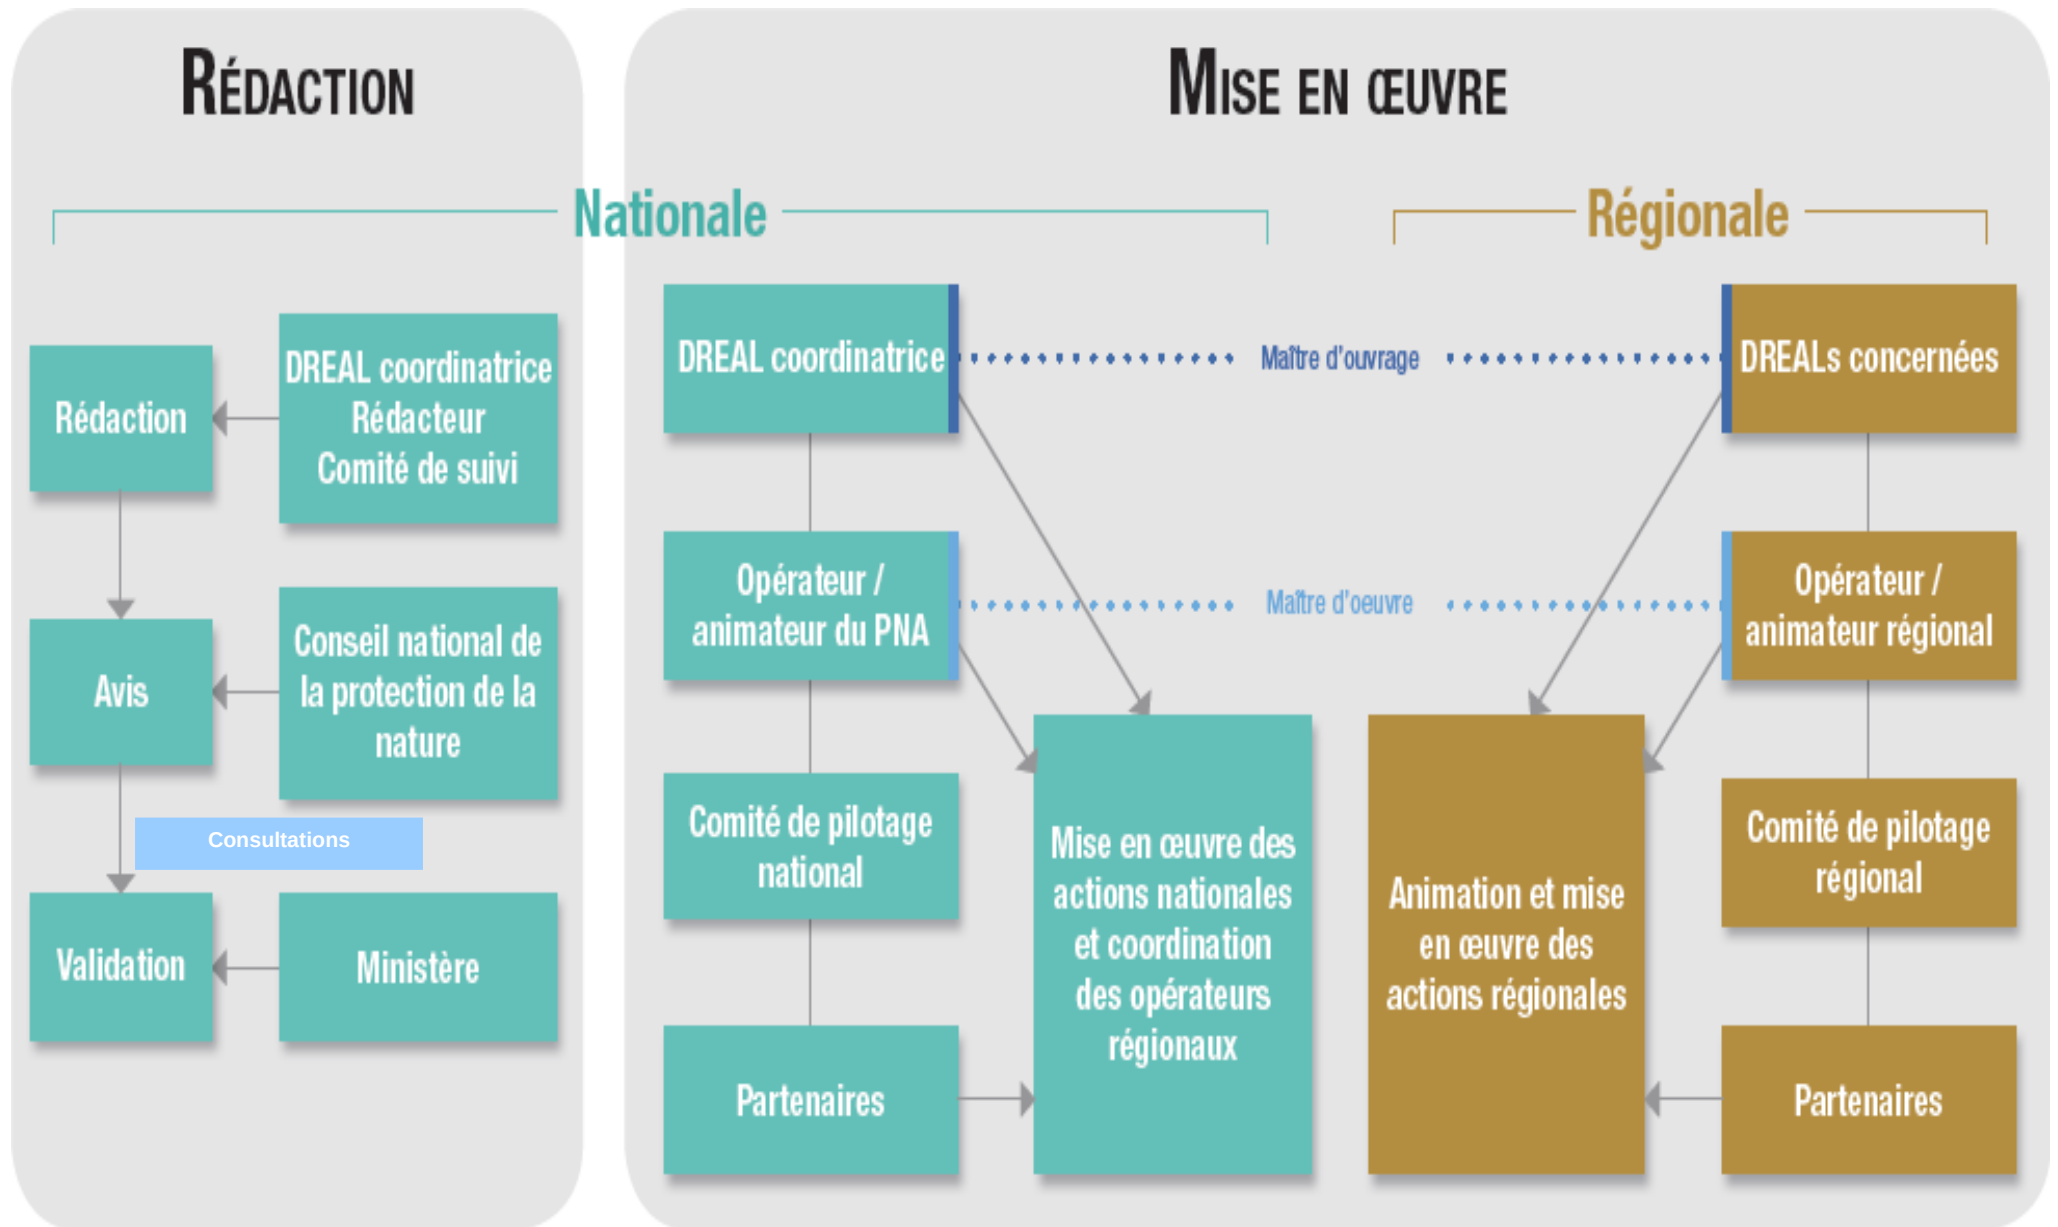 RÉDACTION
MISE EN ŒUVRE
Nationale
Régionale
Rédaction
DREAL coordinatrice
Rédacteur
Comité de suivi
Avis
Conseil national de
la protection de la
nature
Consultations
Validation
Ministère
DREAL coordinatrice
Maître d'ouvrage
DREALs concernées
Opérateur /
animateur du PNA
Maître d'oeuvre
Opérateur /
animateur régional
Comité de pilotage
national
Mise en œuvre des
actions nationales
et coordination
des opérateurs
régionaux
Animation et mise
en œuvre des
actions régionales
Comité de pilotage
régional
Partenaires
Partenaires